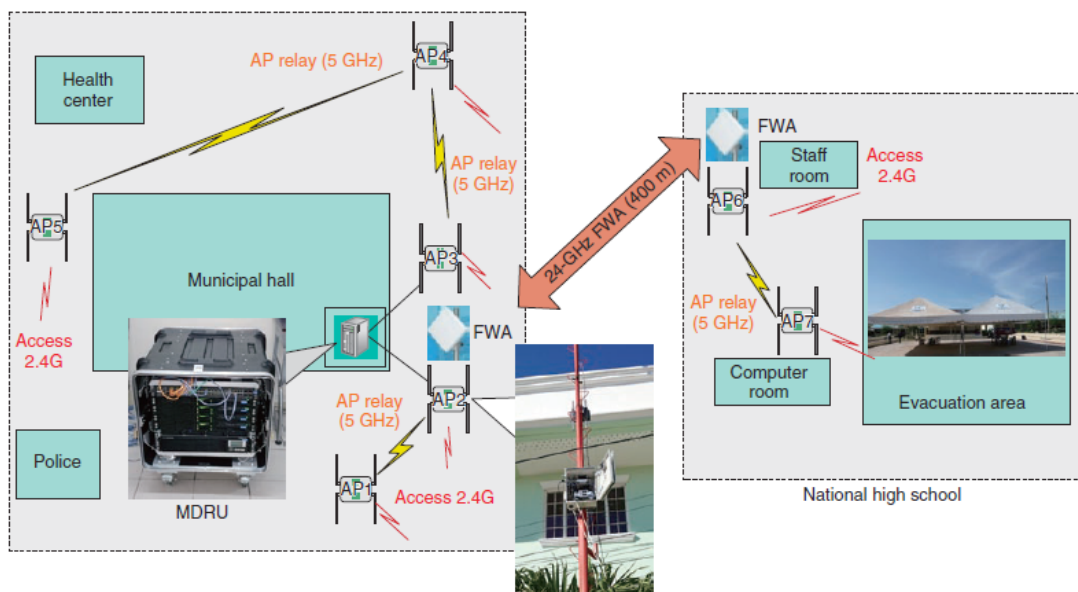 AP4
AP relay (5 GHz)
Health
center
AP relay
(5 GHz)
AP5
Municipal hall
AP3
Access
2.4G
FWA
AP relay
(5 GHz)
AP2
Police
MDRU
AP1
Access 2.4G
24-GHz FWA (400 m)
FWA
Staff
room
Access
2.4G
AP6
AP relay
(5 GHz)
AP7
Computer
room
Evacuation area
National high school